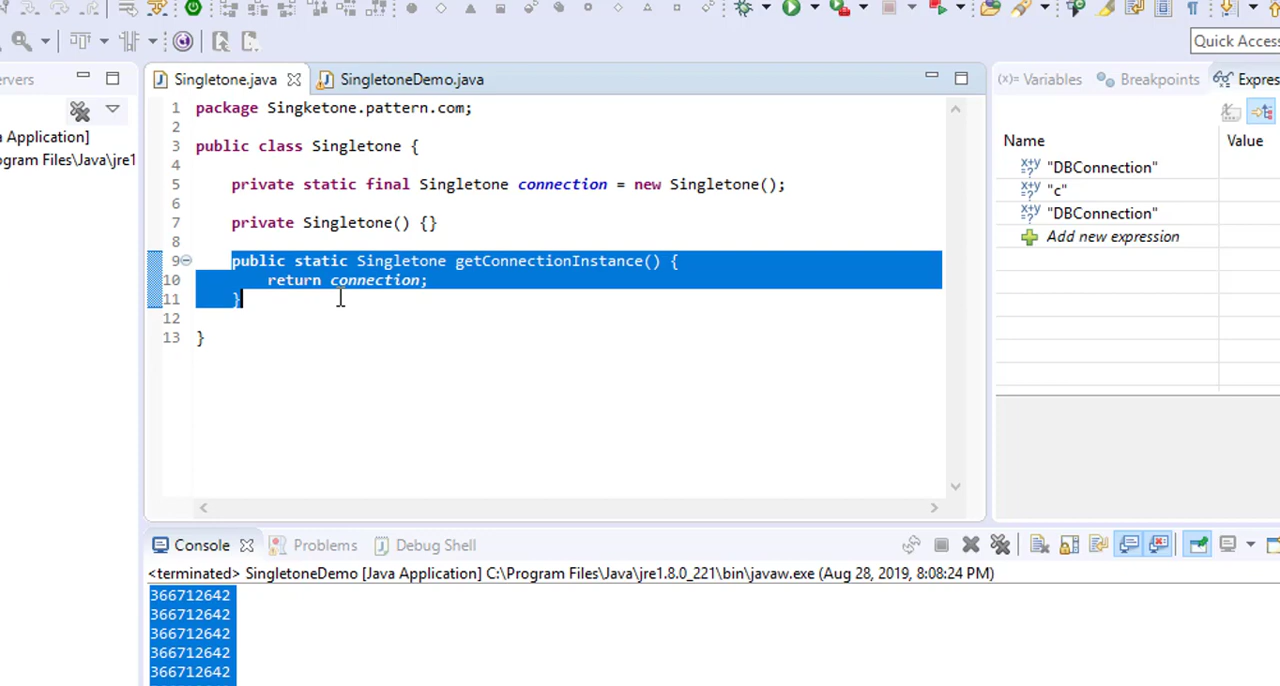 Quick Access
ervers
Singletone.java
SingletoneDemo.java
(x)= Variables
Breakpoints
Expres
a Application]
ogram Files\Java\jre1
Name
Value
"DBConnection"
"c"
"DBConnection"
Add new expression
1 package Singketone.pattern.com;
2
3 public class Singletone {
4
5 private static final Singletone connection = new Singletone();
6
7 private Singletone() {}
8
9 public static Singletone getConnectionInstance() {
10 return connection;
11 }
12
13 }
Console
Problems
Debug Shell
<terminated> SingletoneDemo [Java Application] C:\Program Files\Java\jre1.8.0_221\bin\javaw.exe (Aug 28, 2019, 8:08:24 PM)
366712642
366712642
366712642
366712642
366712642